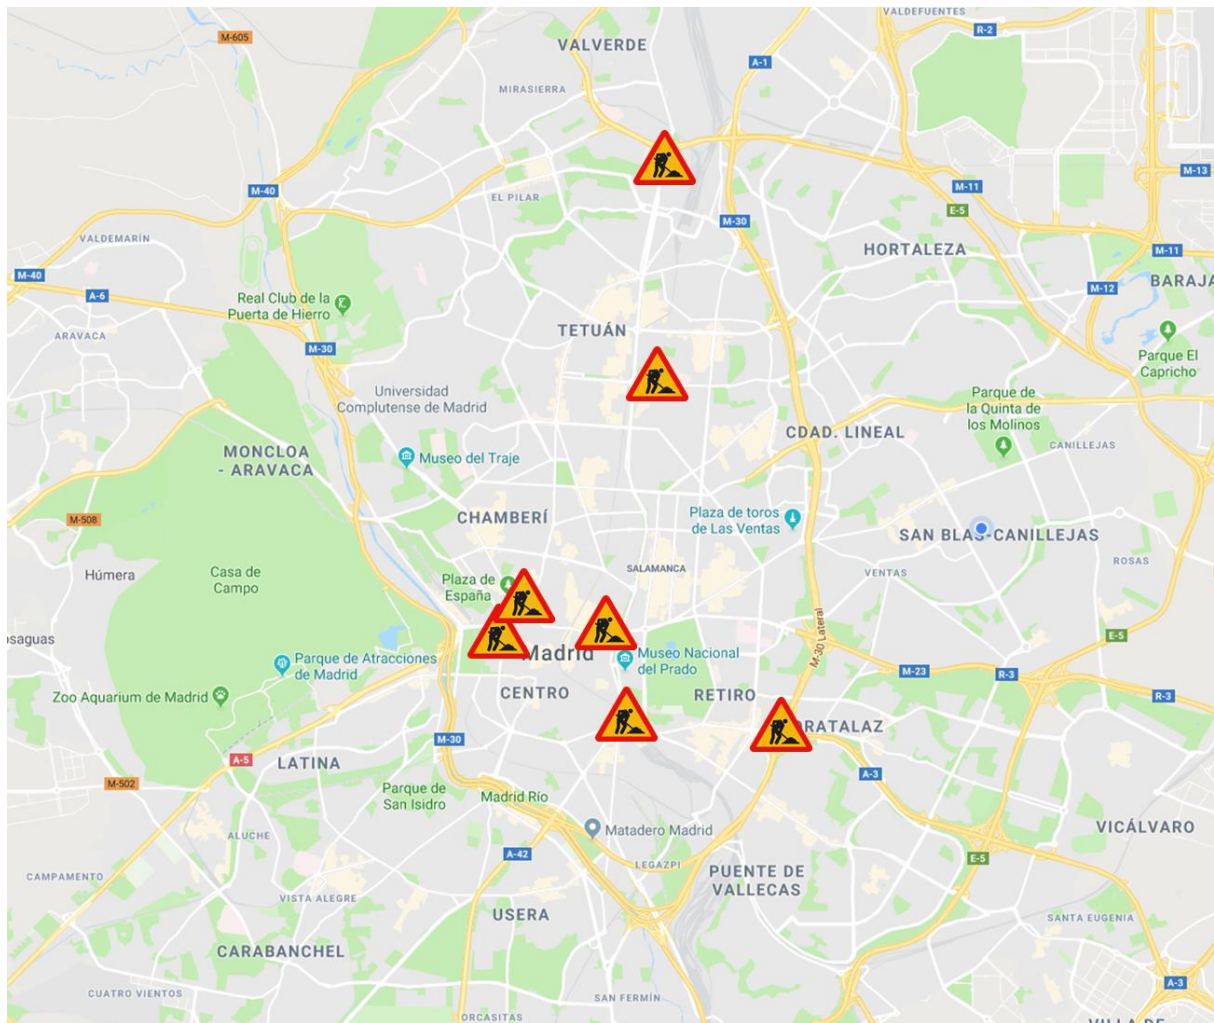 VALDEFUENTES
R-2
M-605
VALVERDE
A-1
MIRASIERRA
M-13
M-11
M-40
EL PILAR
E-5
M-30
VALDEMARÍN
HORTALEZA
M-11
M-40
A-6
M-12
BARAJA
Real Club de la
Puerta de Hierro
TETUÁN
ARAVACA
M-30
Parque El
Capricho
Universidad
Complutense de Madrid
Parque de
la Quinta de
los Molinos
CDAD. LINEAL
CANILLEJAS
MONCLOA
- ARAVACA
Museo del Traje
M-508
CHAMBERÍ
Plaza de toros
de Las Ventas
SAN BLAS-CANILLEJAS
ROSAS
Húmera
Casa de
Campo
Plaza de
España
SALAMANCA
VENTAS
osaguas
M-30 Lateral
E-5
Madrid
Museo Nacional
del Prado
Parque de Atracciones
de Madrid
M-23
R-3
R-3
Zoo Aquarium de Madrid
CENTRO
RETIRO
ORATALAZ
M-30
A-5
LATINA
A-3
M-502
Parque de
San Isidro
Madrid Río
Matadero Madrid
VICÁLVARO
ALUCHE
A-42
LEGAZPI
E-5
PUENTE DE
VALLECAS
CAMPAMENTO
VISTA ALEGRE
USERA
SANTA EUGENIA
CARABANCHEL
A-3
CUATRO VIENTOS
SAN FERMÍN
ORCASITAS
VILLA DE